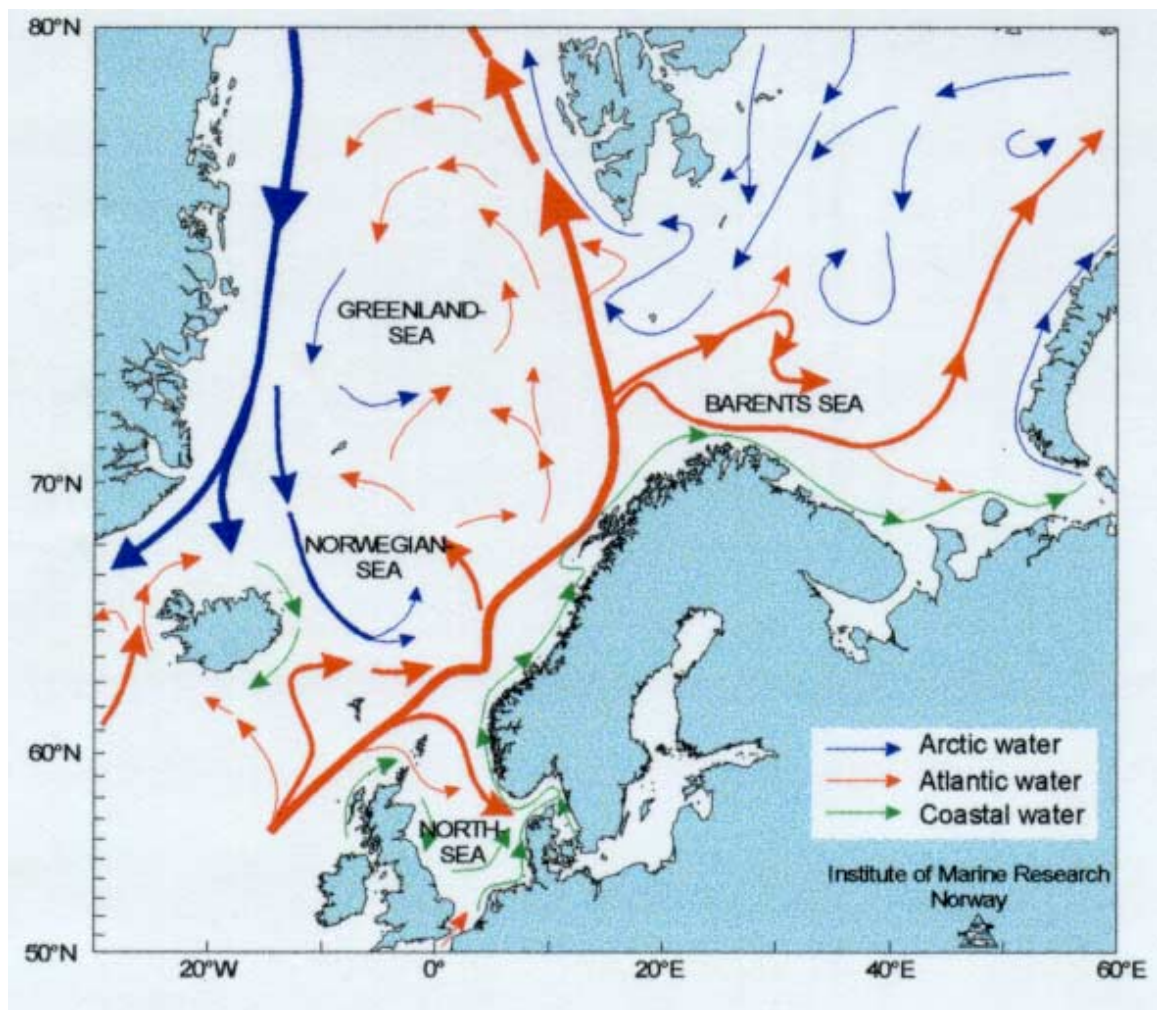 80°N
GREENLAND-
SEA
BARENTS SEA
70°N
NORWEGIAN-
SEA
60°N
Arctic water
Atlantic water
Coastal water
NORTH-
SEA
Institute of Marine Research
Norway
50°N
20°W
0°
20°E
40°E
60°E